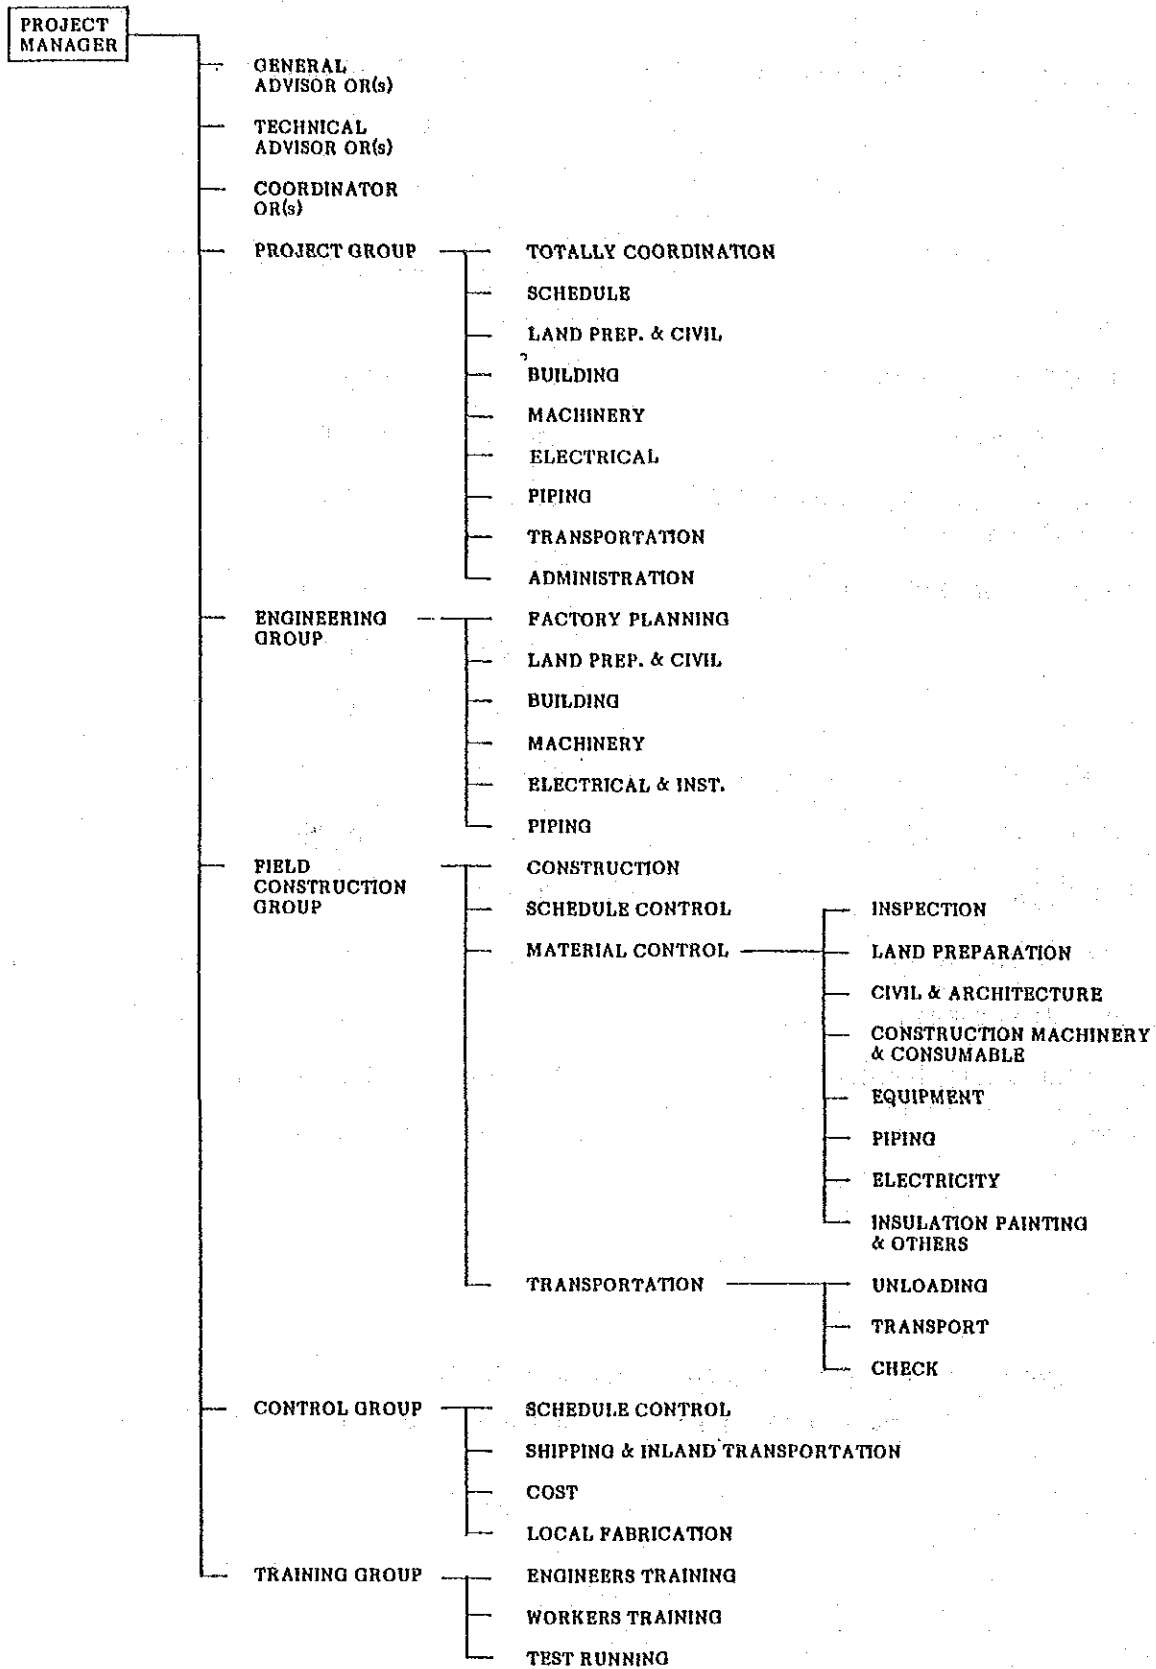 PROJECT
MANAGER
GENERAL
ADVISOR OR(s)
TECHNICAL
ADVISOR OR(s)
COORDINATOR
OR(s)
PROJECT GROUP
TOTALLY COORDINATION
SCHEDULE
LAND PREP. & CIVIL
BUILDING
MACHINERY
ELECTRICAL
PIPING
TRANSPORTATION
ADMINISTRATION
ENGINEERING
GROUP
FACTORY PLANNING
LAND PREP. & CIVIL
BUILDING
MACHINERY
ELECTRICAL & INST.
PIPING
FIELD
CONSTRUCTION
GROUP
CONSTRUCTION
SCHEDULE CONTROL
MATERIAL CONTROL
INSPECTION
LAND PREPARATION
CIVIL & ARCHITECTURE
CONSTRUCTION MACHINERY
& CONSUMABLE
EQUIPMENT
PIPING
ELECTRICITY
INSULATION PAINTING
& OTHERS
TRANSPORTATION
UNLOADING
TRANSPORT
CHECK
CONTROL GROUP
SCHEDULE CONTROL
SHIPPING & INLAND TRANSPORTATION
COST
LOCAL FABRICATION
TRAINING GROUP
ENGINEERS TRAINING
WORKERS TRAINING
TEST RUNNING